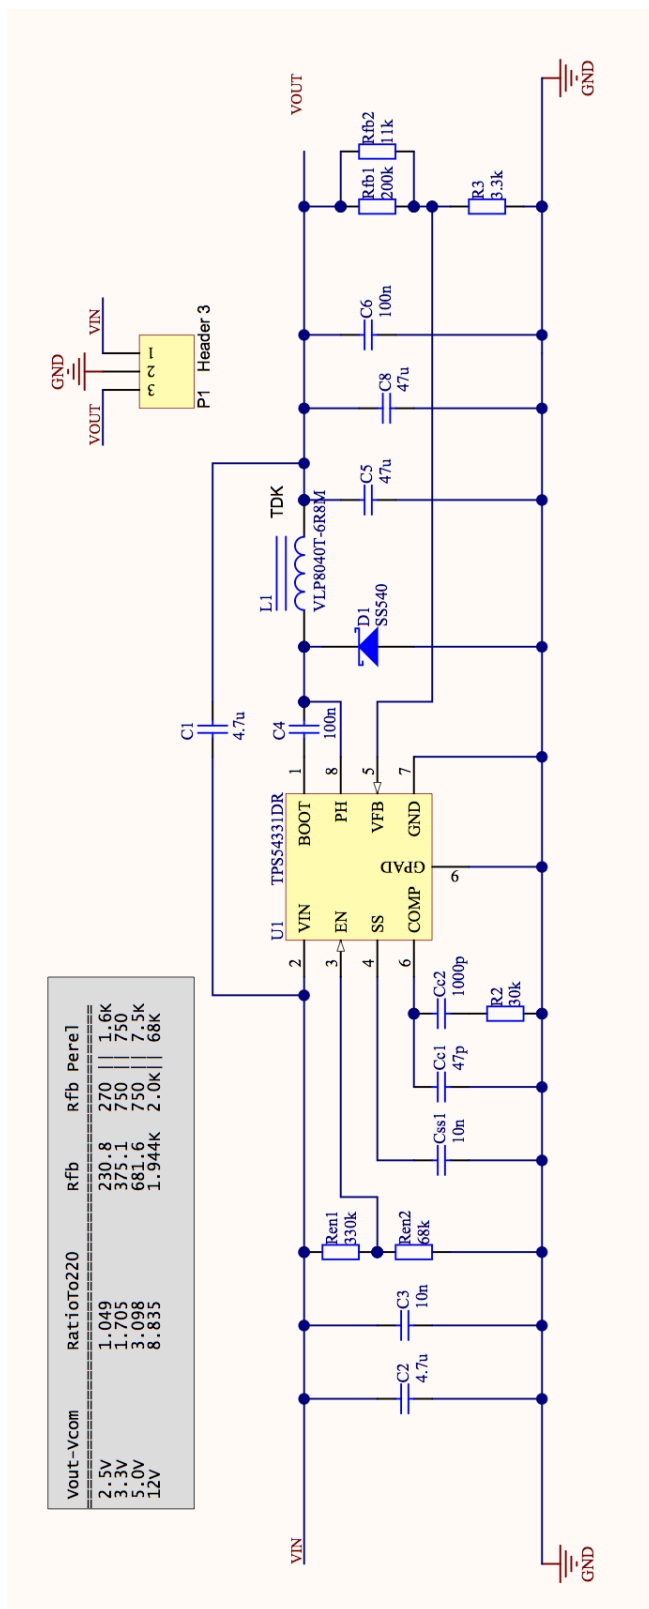 Vout-Vcom RatioTo220 Rfb Rfb Perel
==================================================
2.5V 1.049 230.8 270 || 1.6K
3.3V 1.705 375.1 750 || 750
5.0V 3.098 681.6 750 || 7.5K
12V 8.835 1.944K 2.0K|| 68K
VOUT
GND
VIN
3
2
1
P1
Header 3
C1
4.7u
L1
TDK
VLP8040T-6R8M
VIN
VOUT
U1
TPS54331DR
2
VIN
BOOT
1
C4
100n
3
EN
PH
8
4
SS
VFB
5
6
COMP
GND
7
GPAD
9
D1
SS540
C2
4.7u
C3
10n
Ren1
330k
Ren2
68k
Css1
10n
Cc1
47p
Cc2
1000p
R2
30k
C5
47u
C8
47u
C6
100n
Rfb2
11k
Rfb1
200k
R3
3.3k
GND
GND